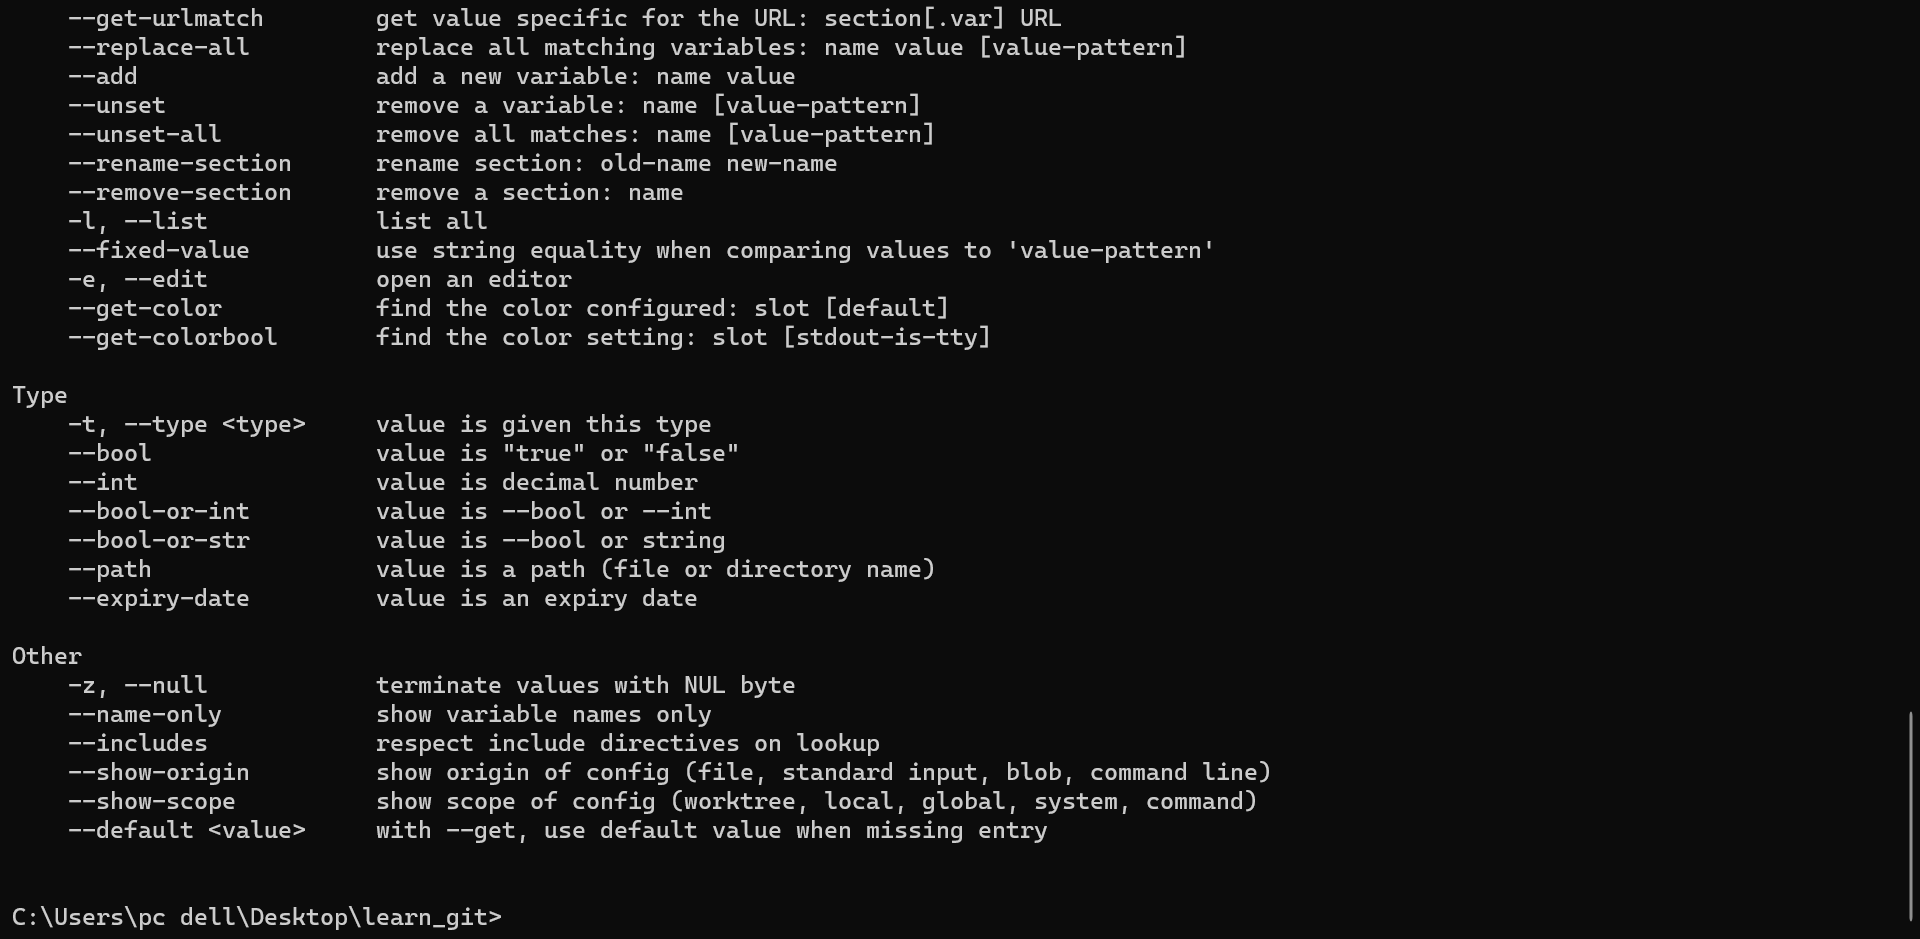 --get-urlmatch        get value specific for the URL: section[.var] URL
--replace-all         replace all matching variables: name value [value-pattern]
--add                 add a new variable: name value
--unset               remove a variable: name [value-pattern]
--unset-all           remove all matches: name [value-pattern]
--rename-section      rename section: old-name new-name
--remove-section      remove a section: name
-l, --list            list all
--fixed-value         use string equality when comparing values to 'value-pattern'
-e, --edit            open an editor
--get-color           find the color configured: slot [default]
--get-colorbool       find the color setting: slot [stdout-is-tty]
Type
-t, --type <type>     value is given this type
--bool                value is "true" or "false"
--int                 value is decimal number
--bool-or-int         value is --bool or --int
--bool-or-str         value is --bool or string
--path                value is a path (file or directory name)
--expiry-date         value is an expiry date
Other
-z, --null            terminate values with NUL byte
--name-only           show variable names only
--includes            respect include directives on lookup
--show-origin         show origin of config (file, standard input, blob, command line)
--show-scope          show scope of config (worktree, local, global, system, command)
--default <value>     with --get, use default value when missing entry
C:\Users\pc dell\Desktop\learn_git>